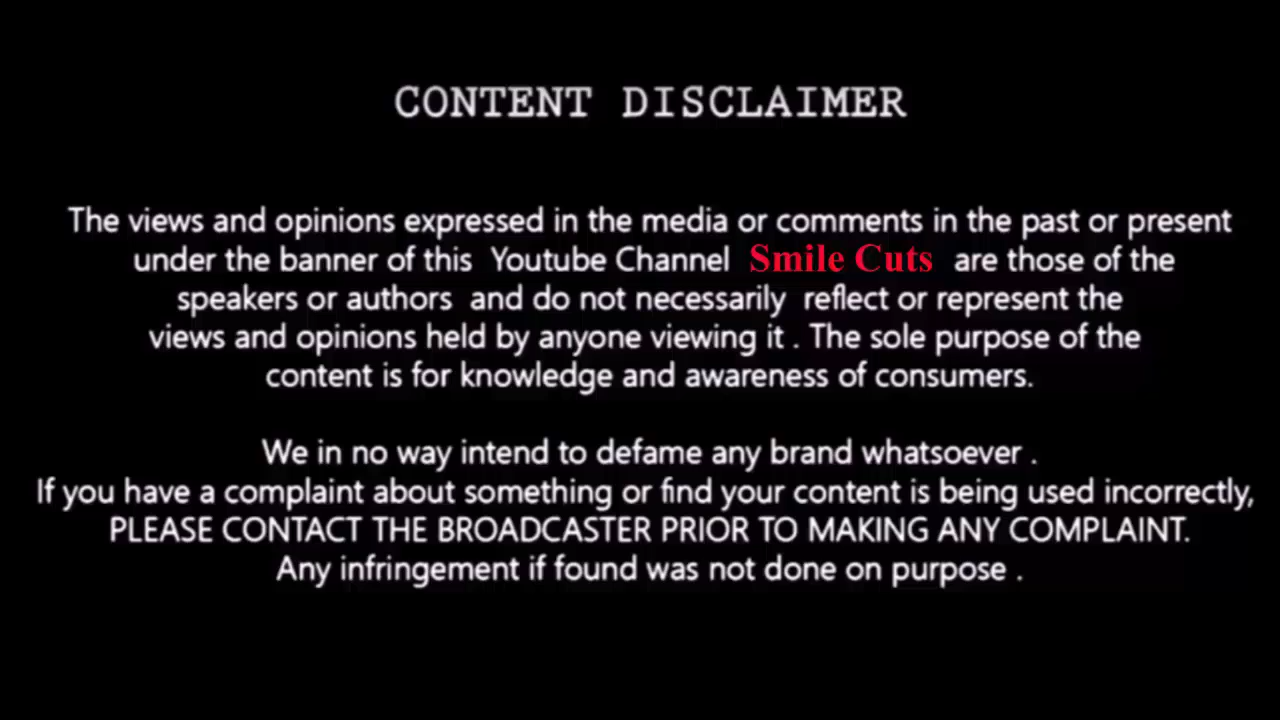 CONTENT DISCLAIMER
The views and opinions expressed in the media or comments in the past or present
under the banner of this Youtube Channel Smile Cuts are those of the
speakers or authors and do not necessarily reflect or represent the
views and opinions held by anyone viewing it . The sole purpose of the
content is for knowledge and awareness of consumers.
We in no way intend to defame any brand whatsoever .
If you have a complaint about something or find your content is being used incorrectly,
PLEASE CONTACT THE BROADCASTER PRIOR TO MAKING ANY COMPLAINT.
Any infringement if found was not done on purpose .